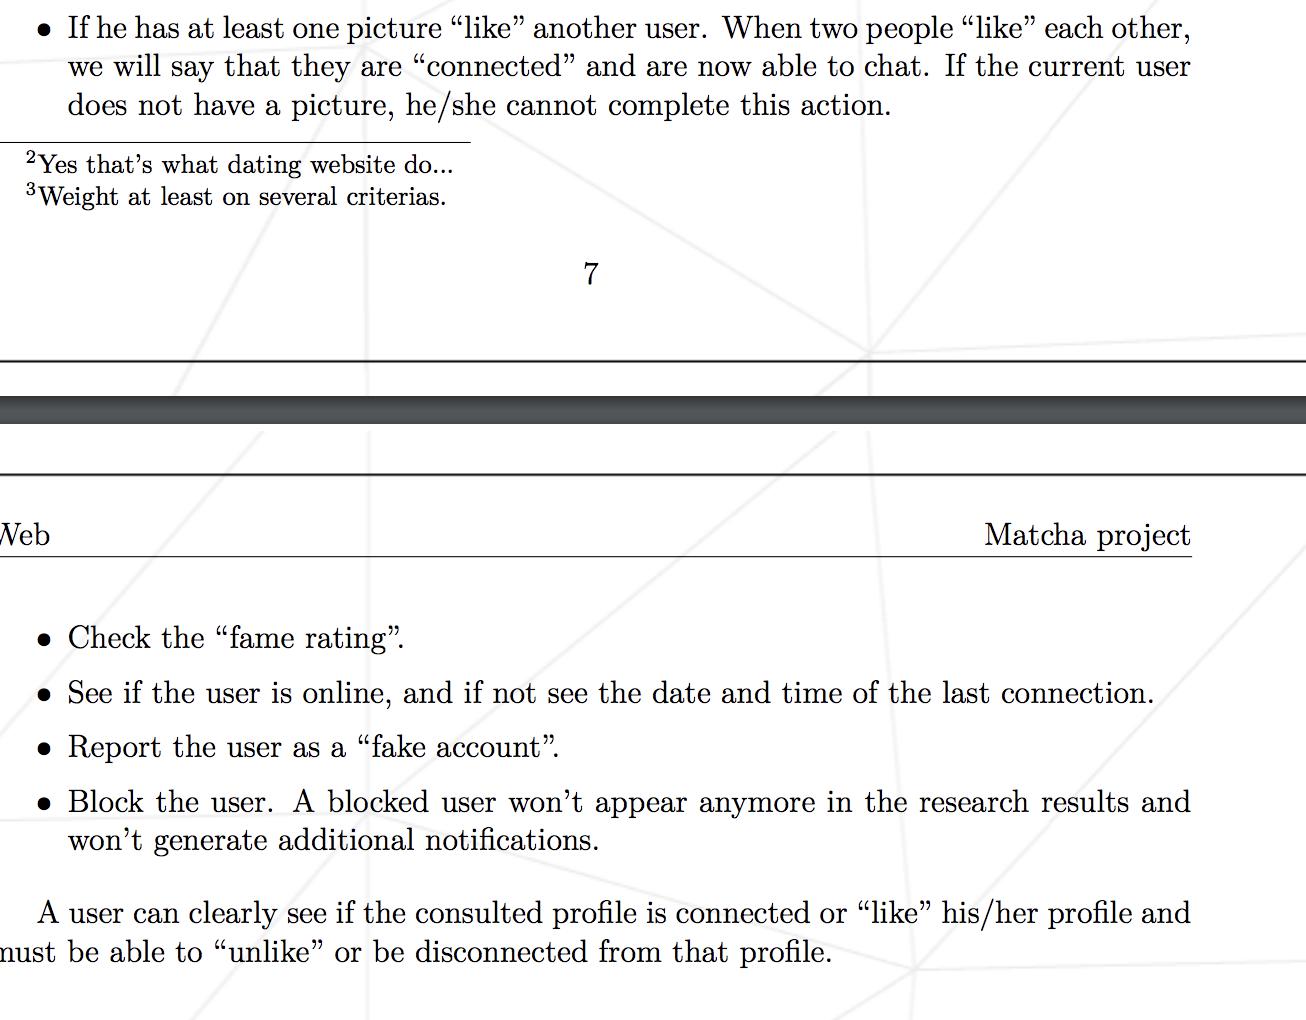 • If he has at least one picture “like” another user. When two people “like” each other,
we will say that they are “connected” and are now able to chat. If the current user
does not have a picture, he/she cannot complete this action.
²Yes that’s what dating website do...
³Weight at least on several criterias.
7
Web
Matcha project
• Check the “fame rating”.
• See if the user is online, and if not see the date and time of the last connection.
• Report the user as a “fake account”.
• Block the user. A blocked user won’t appear anymore in the research results and
won’t generate additional notifications.
A user can clearly see if the consulted profile is connected or “like” his/her profile and
must be able to “unlike” or be disconnected from that profile.